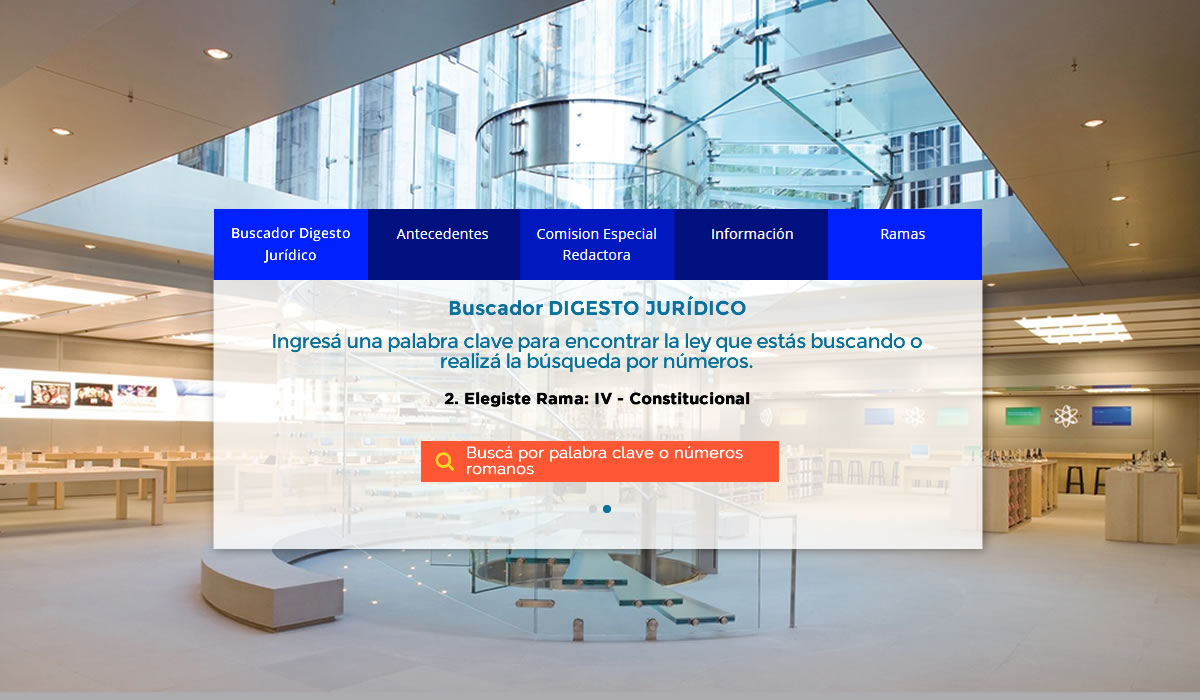 Buscador Digesto
Jurídico
Antecedentes
Comision Especial
Redactora
Información
Ramas
Buscador DIGESTO JURÍDICO
Ingresá una palabra clave para encontrar la ley que estás buscando o
realizá la búsqueda por números.
2. Elegiste Rama: IV - Constitucional
Buscá por palabra clave o números
romanos